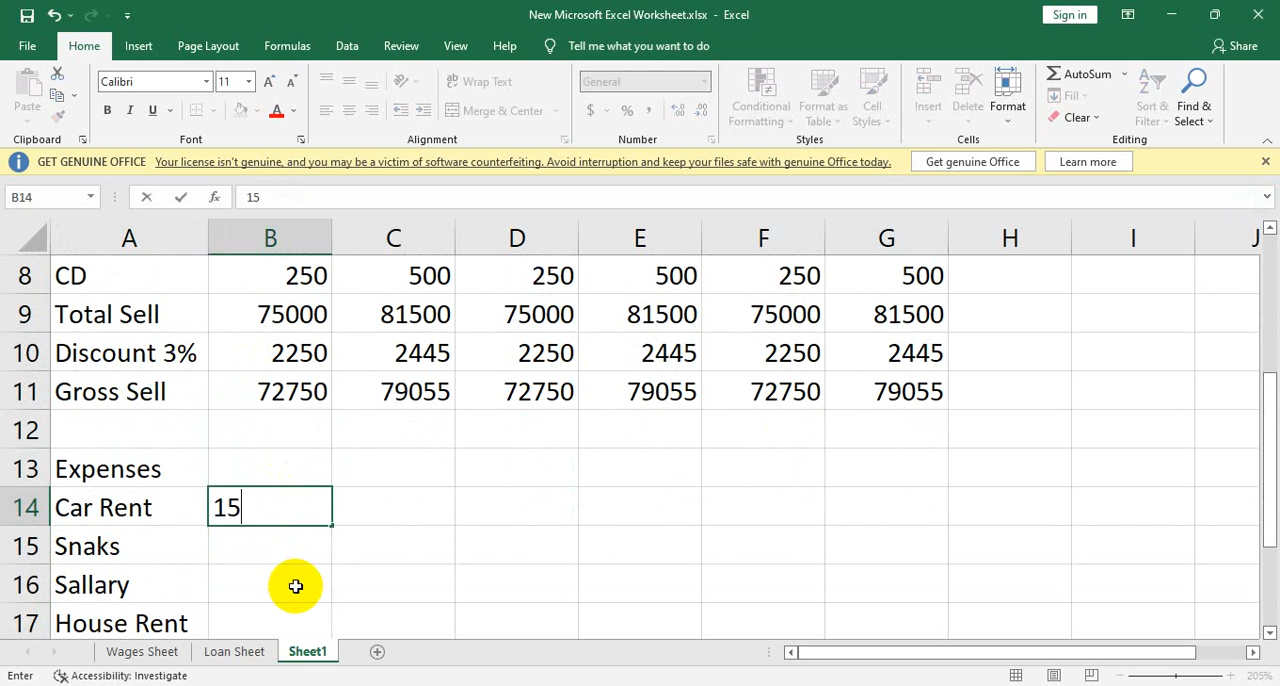 New Microsoft Excel Worksheet.xlsx - Excel
Sign in
File Home Insert Page Layout Formulas Data Review View Help Tell me what you want to do Share
Paste
Clipboard
Calibri 11
B I U
Font
Wrap Text
Merge & Center
Alignment
General
$ % ,
Number
Conditional Formatting
Format as Table
Cell Styles
Styles
Insert Delete Format
Cells
AutoSum
Fill
Clear
Sort & Filter
Find & Select
Editing
GET GENUINE OFFICE Your license isn't genuine, and you may be a victim of software counterfeiting. Avoid interruption and keep your files safe with genuine Office today. Get genuine Office Learn more
B14 fx 15
A B C D E F G H I J
8 CD 250 500 250 500 250 500
9 Total Sell 75000 81500 75000 81500 75000 81500
10 Discount 3% 2250 2445 2250 2445 2250 2445
11 Gross Sell 72750 79055 72750 79055 72750 79055
12
13 Expenses
14 Car Rent 15
15 Snaks
16 Sallary
17 House Rent
Wages Sheet Loan Sheet Sheet1
Enter Accessibility: Investigate 205%